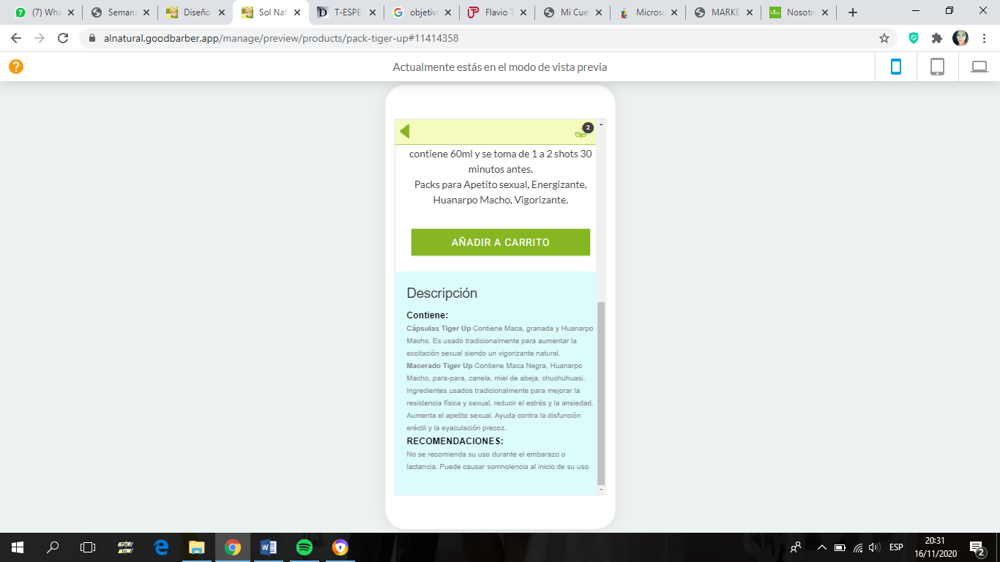 (7) Wha
Semana
Diseño
Sol Nat
T-ESPE
objetivo
Flavio T
Mi Cue
Microso
MARKE
Nosotro
alnatural.goodbarber.app/manage/preview/products/pack-tiger-up#11414358
Actualmente estás en el modo de vista previa
2
contiene 60ml y se toma de 1 a 2 shots 30
minutos antes.
Packs para Apetito sexual, Energizante,
Huanarpo Macho, Vigorizante.
AÑADIR A CARRITO
Descripción
Contiene:
Cápsulas Tiger Up Contiene Maca, granada y Huanarpo
Macho. Es usado tradicionalmente para aumentar la
excitación sexual siendo un vigorizante natural.
Macerado Tiger Up Contiene Maca Negra, Huanarpo
Macho, para-para, canela, miel de abeja, chuchuhuasi.
Ingredientes usados tradicionalmente para mejorar la
resistencia física y sexual, reducir el estrés y la ansiedad.
Aumenta el apetito sexual. Ayuda contra la disfunción
eréctil y la eyaculación precoz.
RECOMENDACIONES:
No se recomienda su uso durante el embarazo o
lactancia. Puede causar somnolencia al inicio de su uso.
ESP
20:31
16/11/2020
2